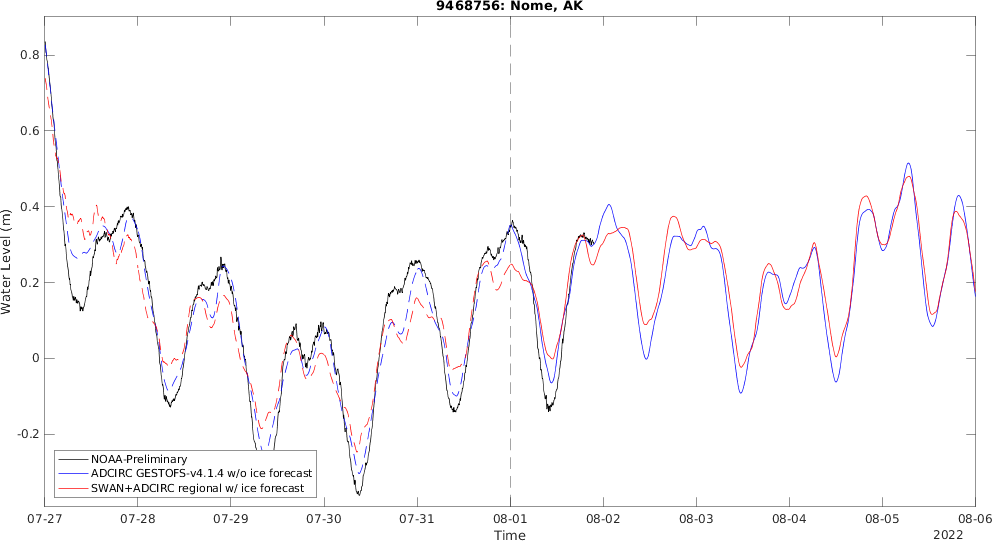 9468756: Nome, AK
Water Level (m)
0.8
0.6
0.4
0.2
0
-0.2
NOAA-Preliminary
ADCIRC GESTOFS-v4.1.4 w/o ice forecast
SWAN+ADCIRC regional w/ ice forecast
07-27 07-28 07-29 07-30 07-31 08-01 08-02 08-03 08-04 08-05 08-06
Time
2022